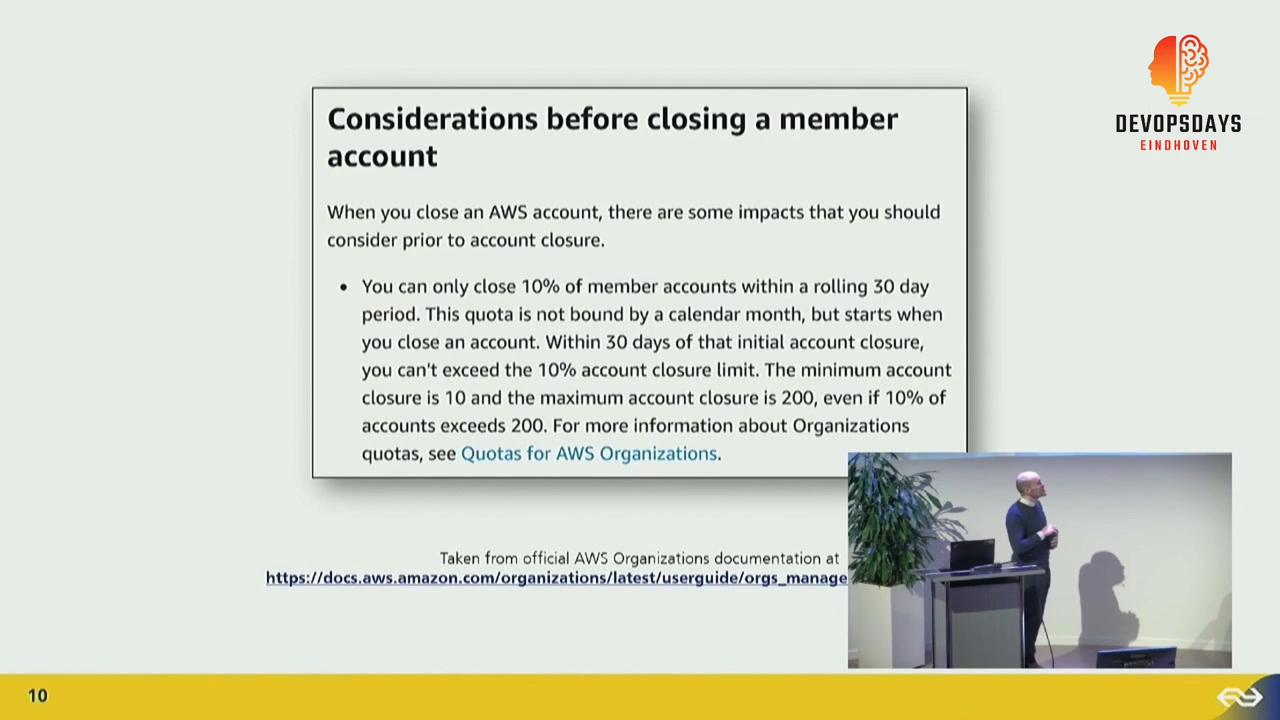 DEVOPSDAYS
EINDHOVEN
Considerations before closing a member
account
When you close an AWS account, there are some impacts that you should
consider prior to account closure.
• You can only close 10% of member accounts within a rolling 30 day
period. This quota is not bound by a calendar month, but starts when
you close an account. Within 30 days of that initial account closure,
you can't exceed the 10% account closure limit. The minimum account
closure is 10 and the maximum account closure is 200, even if 10% of
accounts exceeds 200. For more information about Organizations
quotas, see Quotas for AWS Organizations.
Taken from official AWS Organizations documentation at
https://docs.aws.amazon.com/organizations/latest/userguide/orgs_manage
10